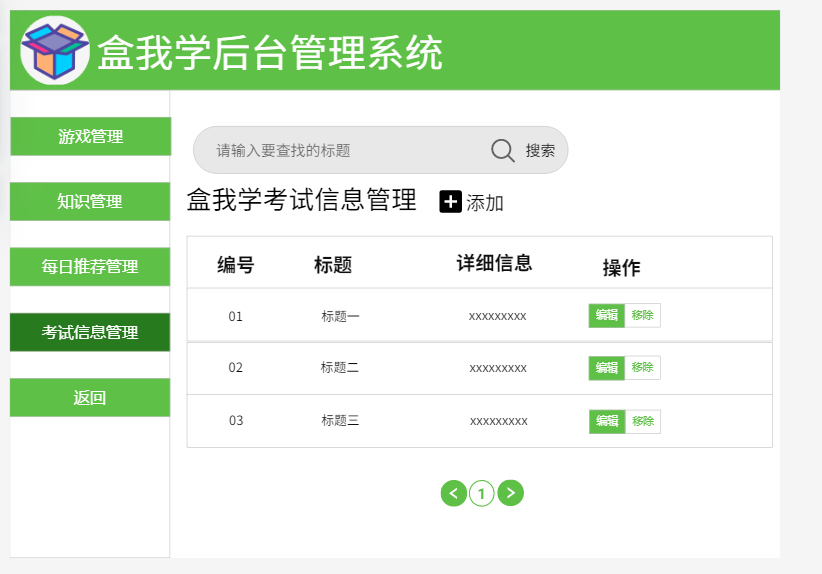 盒我学后台管理系统
游戏管理
知识管理
每日推荐管理
考试信息管理
返回
请输入要查找的标题 搜索
盒我学考试信息管理 添加
编号 标题 详细信息 操作
01 标题一 xxxxxxxxx 编辑 移除
02 标题二 xxxxxxxxx 编辑 移除
03 标题三 xxxxxxxxx 编辑 移除
< 1 >